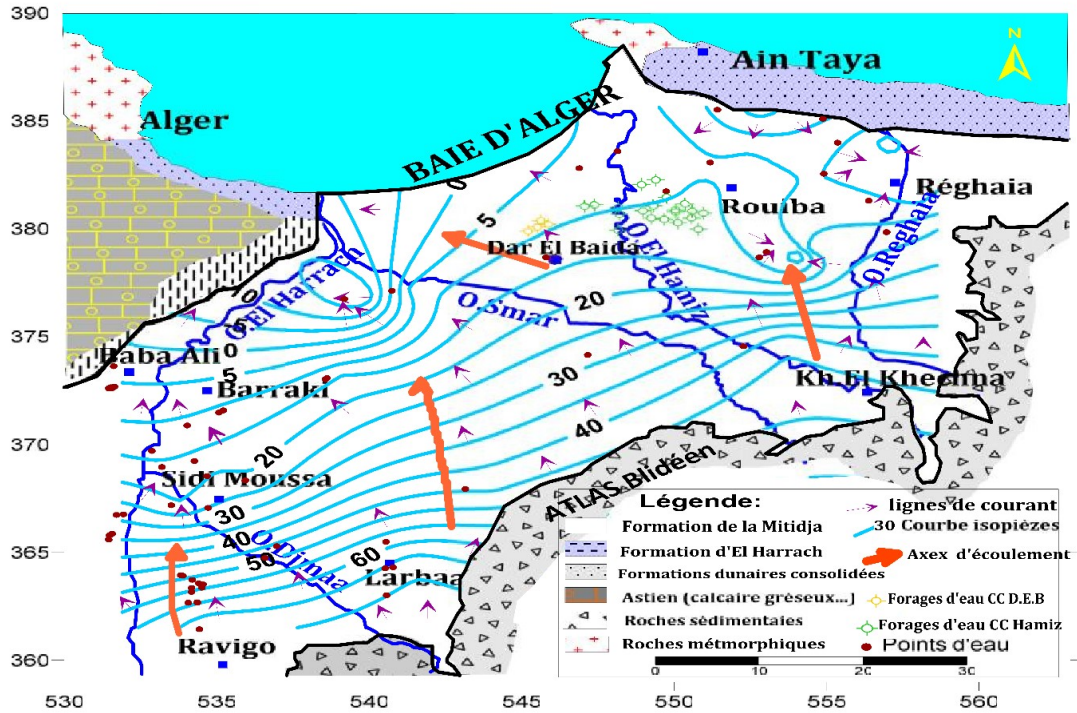 390
N
Ain Taya
385
Alger
BAIE D'ALGER
0
Réghaia
5
Rouiba
380
Dar El Baida
O.El Hamiz
O.Reghaia
O.El Harrach
10
O.Smar
20
375
Baba Ali
0
5
Barraki
30
Kh.El Khechma
40
370
20
Sidi Moussa
ATLAS Blidéen
30
40
50
O.Djmaa
60
Larbaa
365
Ravigo
360
Légende:
Formation de la Mitidja
Formation d'El Harrach
Formations dunaires consolidées
Astien (calcaire grèseux...)
Roches sèdimentaies
Roches métmorphiques
lignes de courant
30 Courbe isopièzes
Axex d'écoulement
Forages d'eau CC D.E.B
Forages d'eau CC Hamiz
Points d'eau
0 10 20 30
530 535 540 545 550 555 560